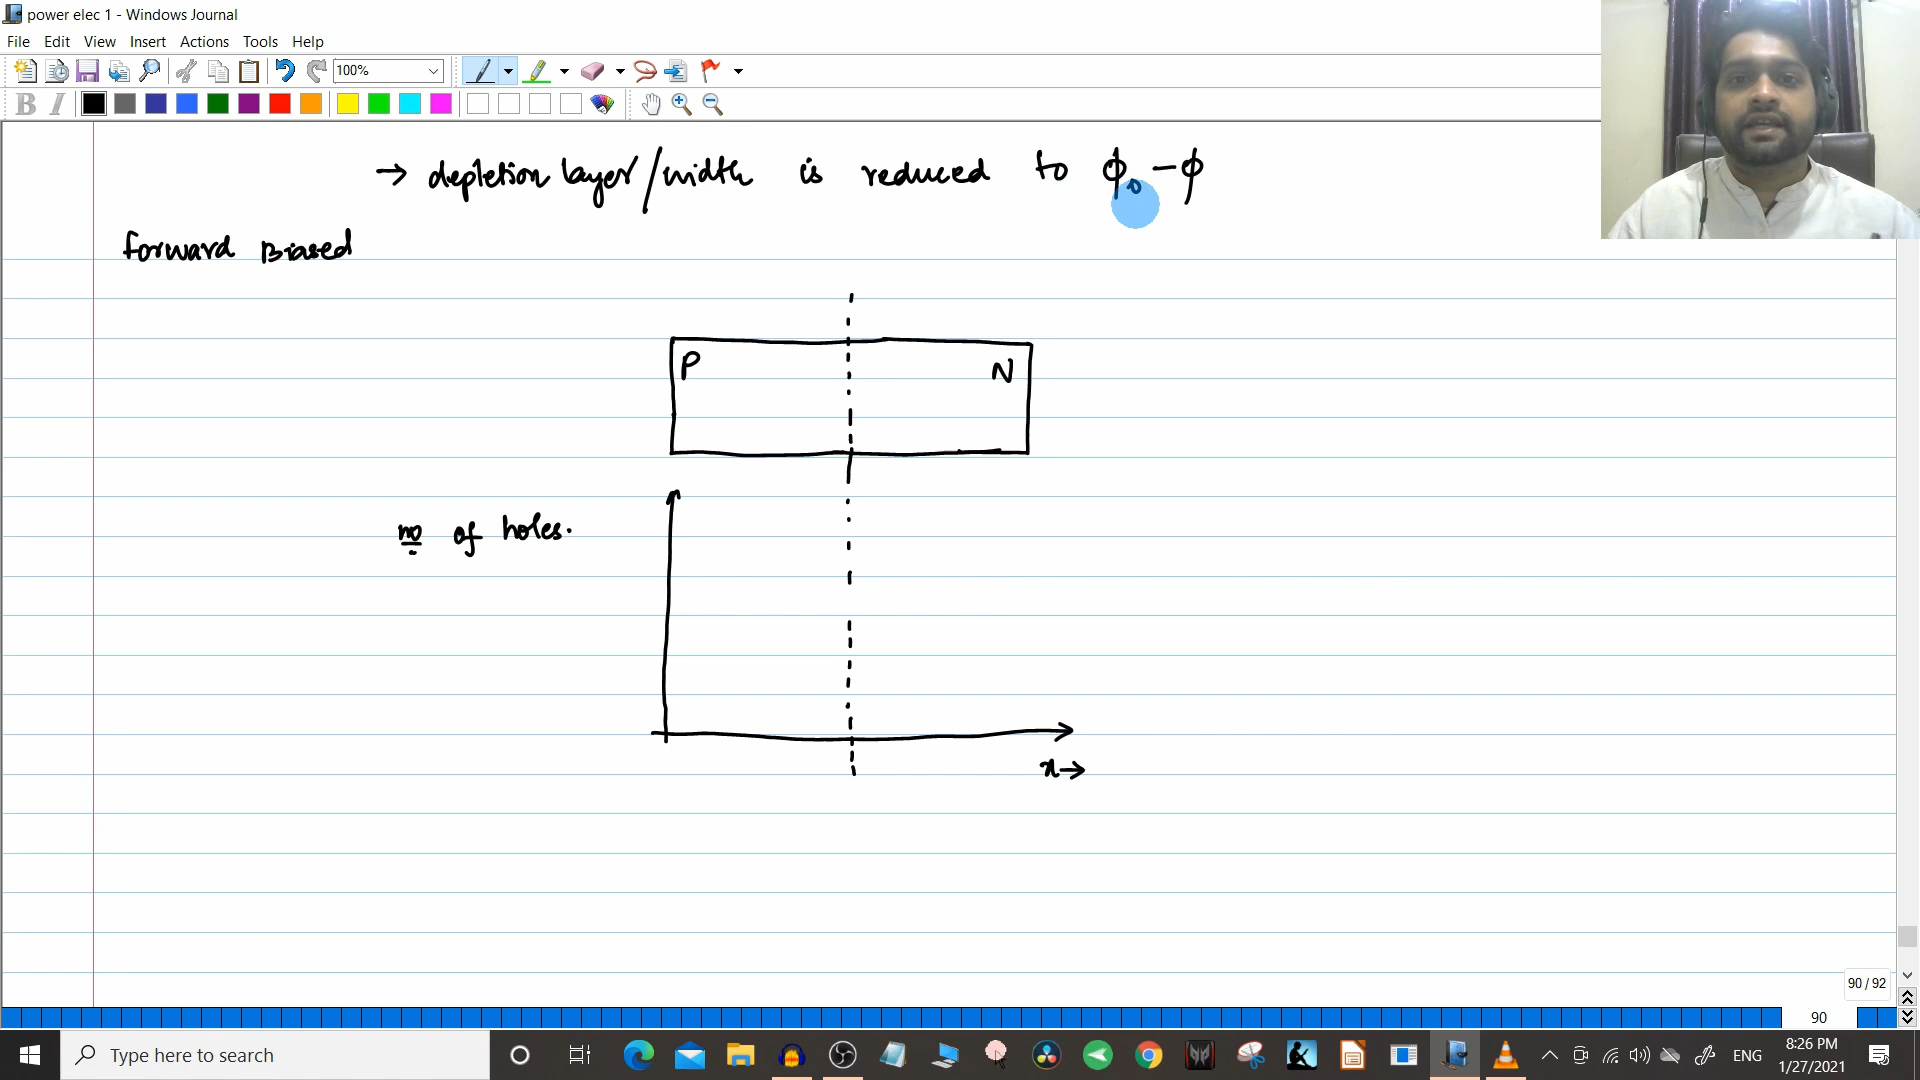 power elec 1 - Windows Journal
File Edit View Insert Actions Tools Help
100%
B I
→ depletion layer/width is reduced to ϕ₀ - ϕ
Forward Biased
P N
no of holes.
x→
90 / 92
90
Type here to search
ENG
8:26 PM
1/27/2021